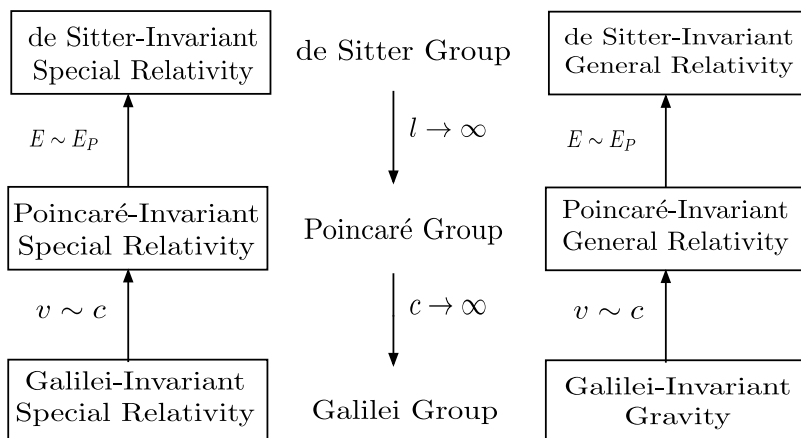 de Sitter-Invariant
Special Relativity
de Sitter Group
de Sitter-Invariant
General Relativity
E ∼ E_P
l → ∞
E ∼ E_P
Poincaré-Invariant
Special Relativity
Poincaré Group
Poincaré-Invariant
General Relativity
v ∼ c
c → ∞
v ∼ c
Galilei-Invariant
Special Relativity
Galilei Group
Galilei-Invariant
Gravity